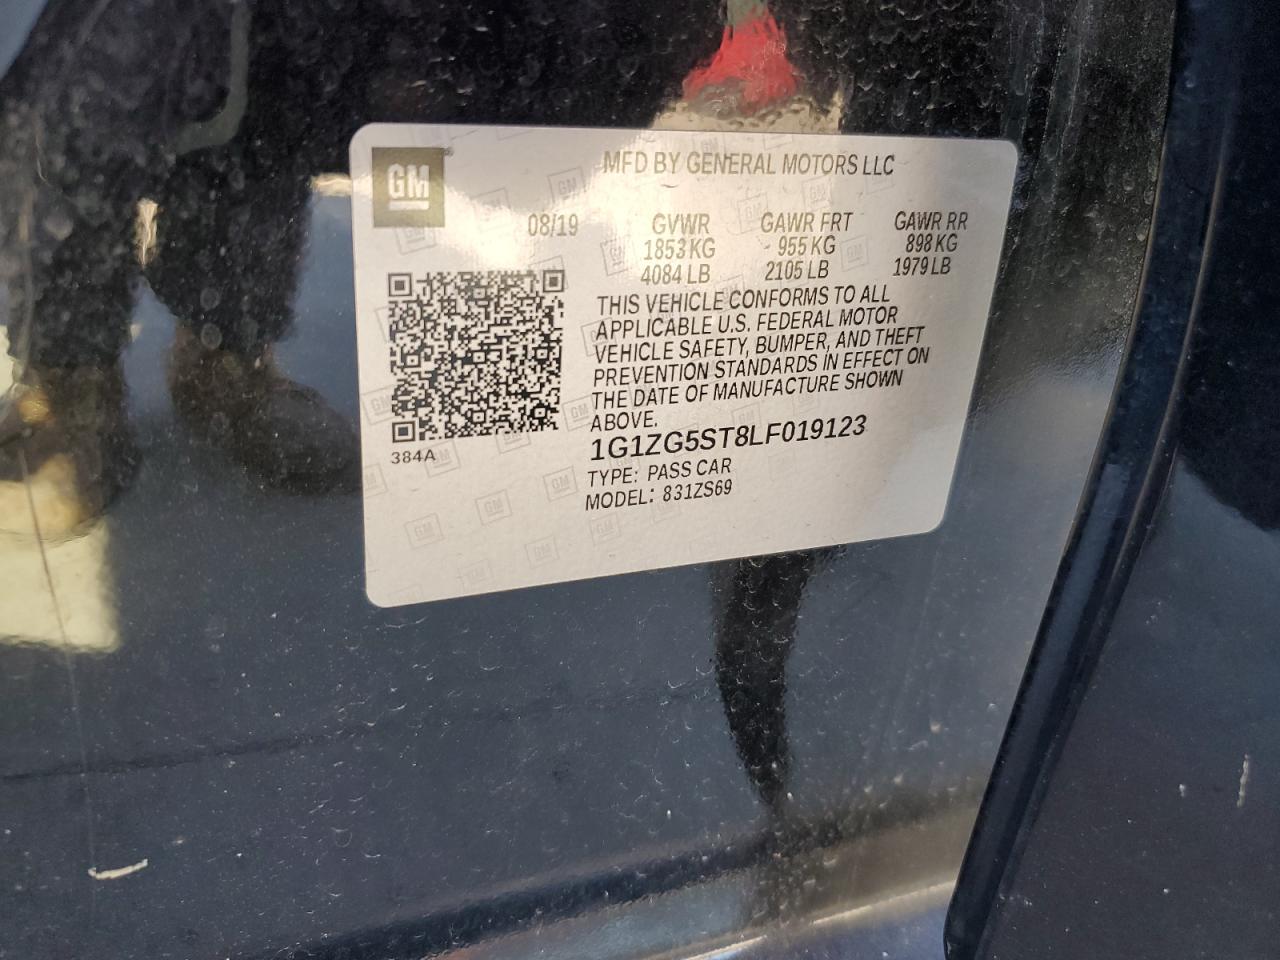 GM
MFD BY GENERAL MOTORS LLC
08/19 GVWR GAWR FRT GAWR RR
1853 KG 955 KG 898 KG
4084 LB 2105 LB 1979 LB
THIS VEHICLE CONFORMS TO ALL
APPLICABLE U.S. FEDERAL MOTOR
VEHICLE SAFETY, BUMPER, AND THEFT
PREVENTION STANDARDS IN EFFECT ON
THE DATE OF MANUFACTURE SHOWN
ABOVE.
1G1ZG5ST8LF019123
384A
TYPE: PASS CAR
MODEL: 831ZS69